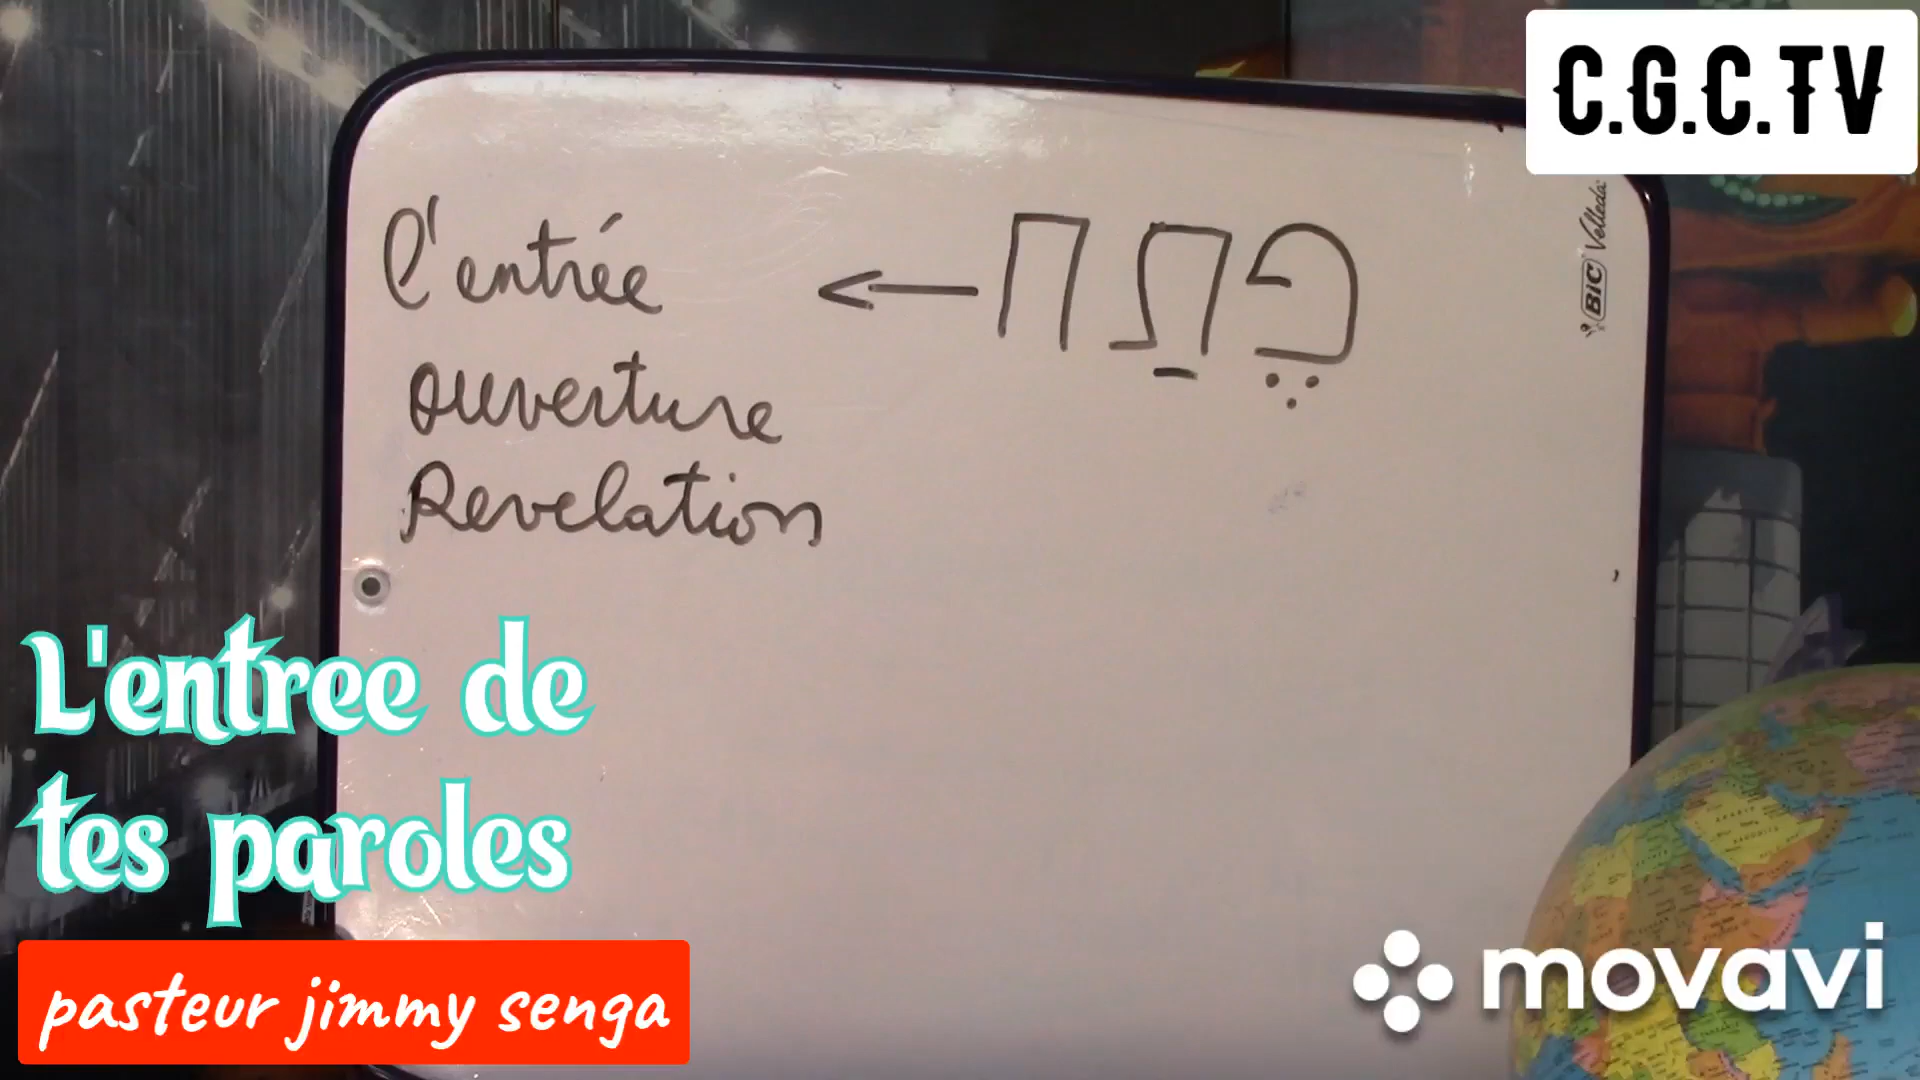 C.G.C.TV
BIC Velleda
l'entrée ← פֶתַח
ouverture
Revelation
L'entree de
tes paroles
pasteur jimmy senga
movavi